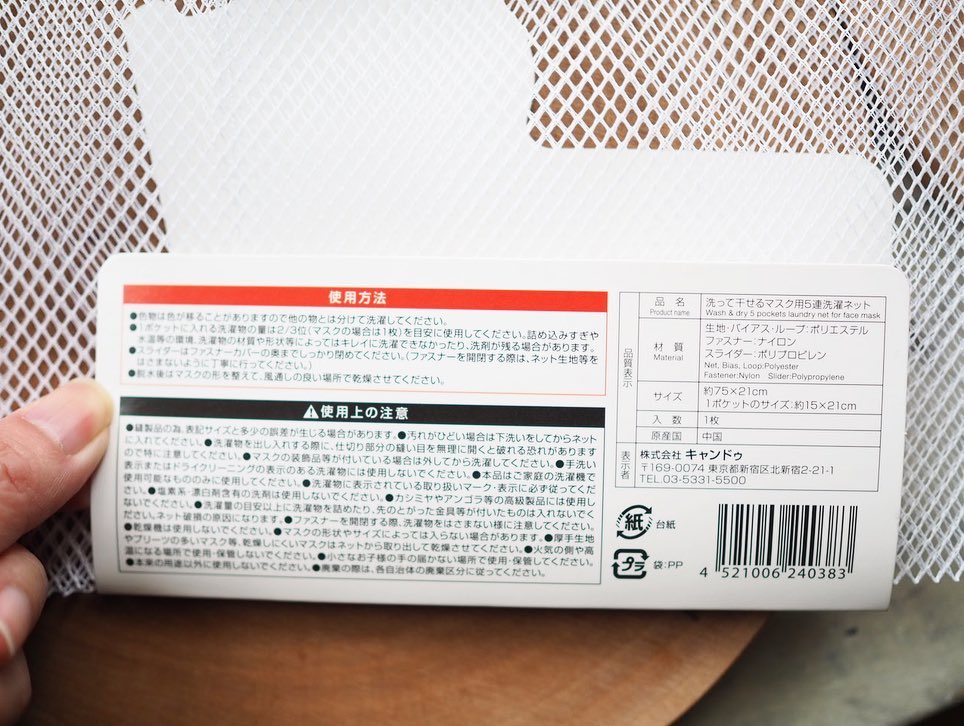 使用方法
●色物は色が移ることがありますので他の物とは分けて洗濯してください。
●1ポケットに入れる洗濯物の量は2/3位(マスクの場合は1枚)を目安に使用してください。詰め込みすぎや
水温等の環境、洗濯物の材質や形状等によってはキレイに洗濯できなかったり、洗剤が残る場合があります。
●スライダーはファスナーカバーの奥までしっかり閉めてください。(ファスナーを開閉する際は、ネット生地等を
はさまないように丁寧に行ってください。)
●脱水後はマスクの形を整えて、風通しの良い場所で乾燥させてください。
⚠使用上の注意
●縫製品の為、表記サイズと多少の誤差が生じる場合があります。●汚れがひどい場合は下洗いをしてからネット
に入れてください。●洗濯物を出し入れする際に、仕切り部分の縫い目を無理に開くと破れる恐れがあります
ので特に注意してください。●マスクの装飾品等が付いている場合は外してから洗濯してください。●手洗い
表示またはドライクリーニングの表示のある洗濯物には使用しないでください。●本品はご家庭の洗濯機で
使用可能なもののみに使用してください。●洗濯物に表示されている取り扱いマーク・表示に必ず従ってくだ
さい。●塩素系・漂白剤含有の洗剤は使用しないでください。●カシミヤやアンゴラ等の高級製品には使用し
ないでください。●洗濯量の目安以上に洗濯物を詰めたり、先のとがった金具等が付いたものは入れないでく
ださい。ネット破損の原因になります。●ファスナーを開閉する際、洗濯物をはさまない様に注意してください。
●乾燥機は使用しないでください。●マスクの形状やサイズによっては入らない場合があります。●厚手生地
やプリーツの多いマスク等、乾燥しにくいマスクはネットから取り出して乾燥させてください。●火気の側や高
温になる場所で使用・保管しないでください。●小さなお子様の手の届かない場所で使用・保管してください。
●本来の用途以外に使用しないでください。●廃棄の際は、各自治体の廃棄区分に従ってください。
品質表示
品 名 洗って干せるマスク用5連洗濯ネット
Product name Wash & dry 5 pockets laundry net for face mask
材 質 生地・バイアス・ループ:ポリエステル
Material ファスナー:ナイロン
スライダー:ポリプロピレン
Net, Bias, Loop:Polyester
Fastener:Nylon Slider:Polypropylene
サイズ 約75×21cm
1ポケットのサイズ:約15×21cm
入 数 1枚
原産国 中国
表示者 株式会社 キャンドゥ
〒169-0074 東京都新宿区北新宿2-21-1
TEL.03-5331-5500
紙 台紙
プラ 袋:PP
4 521006 240383